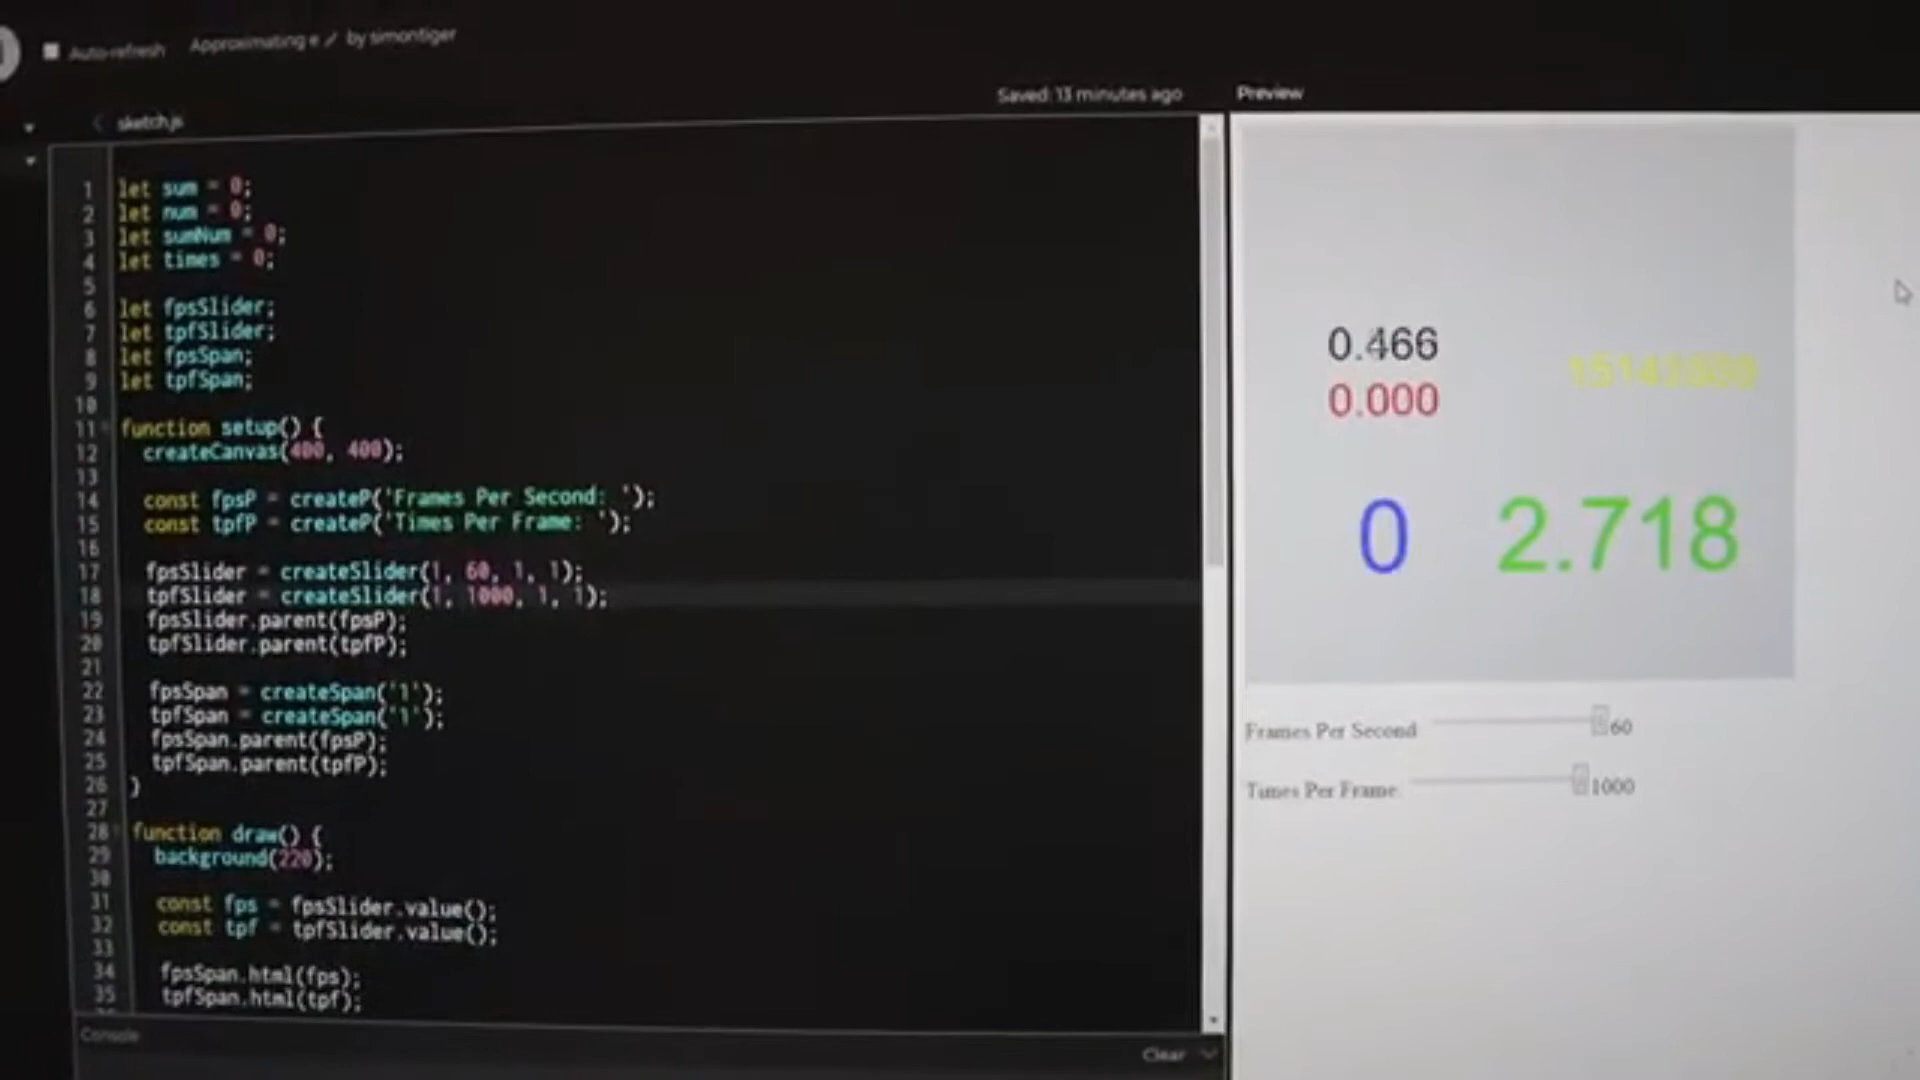 Auto-refresh Approximating e by simontiger
Saved: 13 minutes ago
Preview
sketch.js
1 let sum = 0;
2 let num = 0;
3 let sumNum = 0;
4 let times = 0;
5
6 let fpsSlider;
7 let tpfSlider;
8 let fpsSpan;
9 let tpfSpan;
10
11 function setup() {
12 createCanvas(400, 400);
13
14 const fpsP = createP('Frames Per Second: ');
15 const tpfP = createP('Times Per Frame: ');
16
17 fpsSlider = createSlider(1, 60, 1, 1);
18 tpfSlider = createSlider(1, 1000, 1, 1);
19 fpsSlider.parent(fpsP);
20 tpfSlider.parent(tpfP);
21
22 fpsSpan = createSpan('1');
23 tpfSpan = createSpan('1');
24 fpsSpan.parent(fpsP);
25 tpfSpan.parent(tpfP);
26 }
27
28 function draw() {
29 background(220);
30
31 const fps = fpsSlider.value();
32 const tpf = tpfSlider.value();
33
34 fpsSpan.html(fps);
35 tpfSpan.html(tpf);
Console
Clear
0.466
0.000
0 2.718
Frames Per Second 60
Times Per Frame 1000